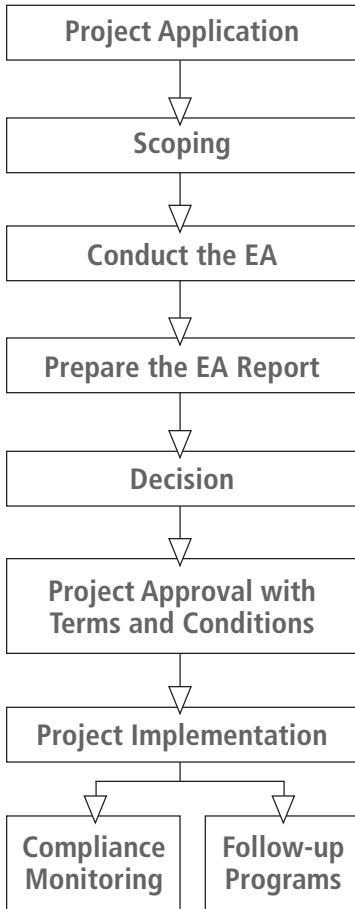 Project Application
Scoping
Conduct the EA
Prepare the EA Report
Decision
Project Approval with
Terms and Conditions
Project Implementation
Compliance
Monitoring
Follow-up
Programs